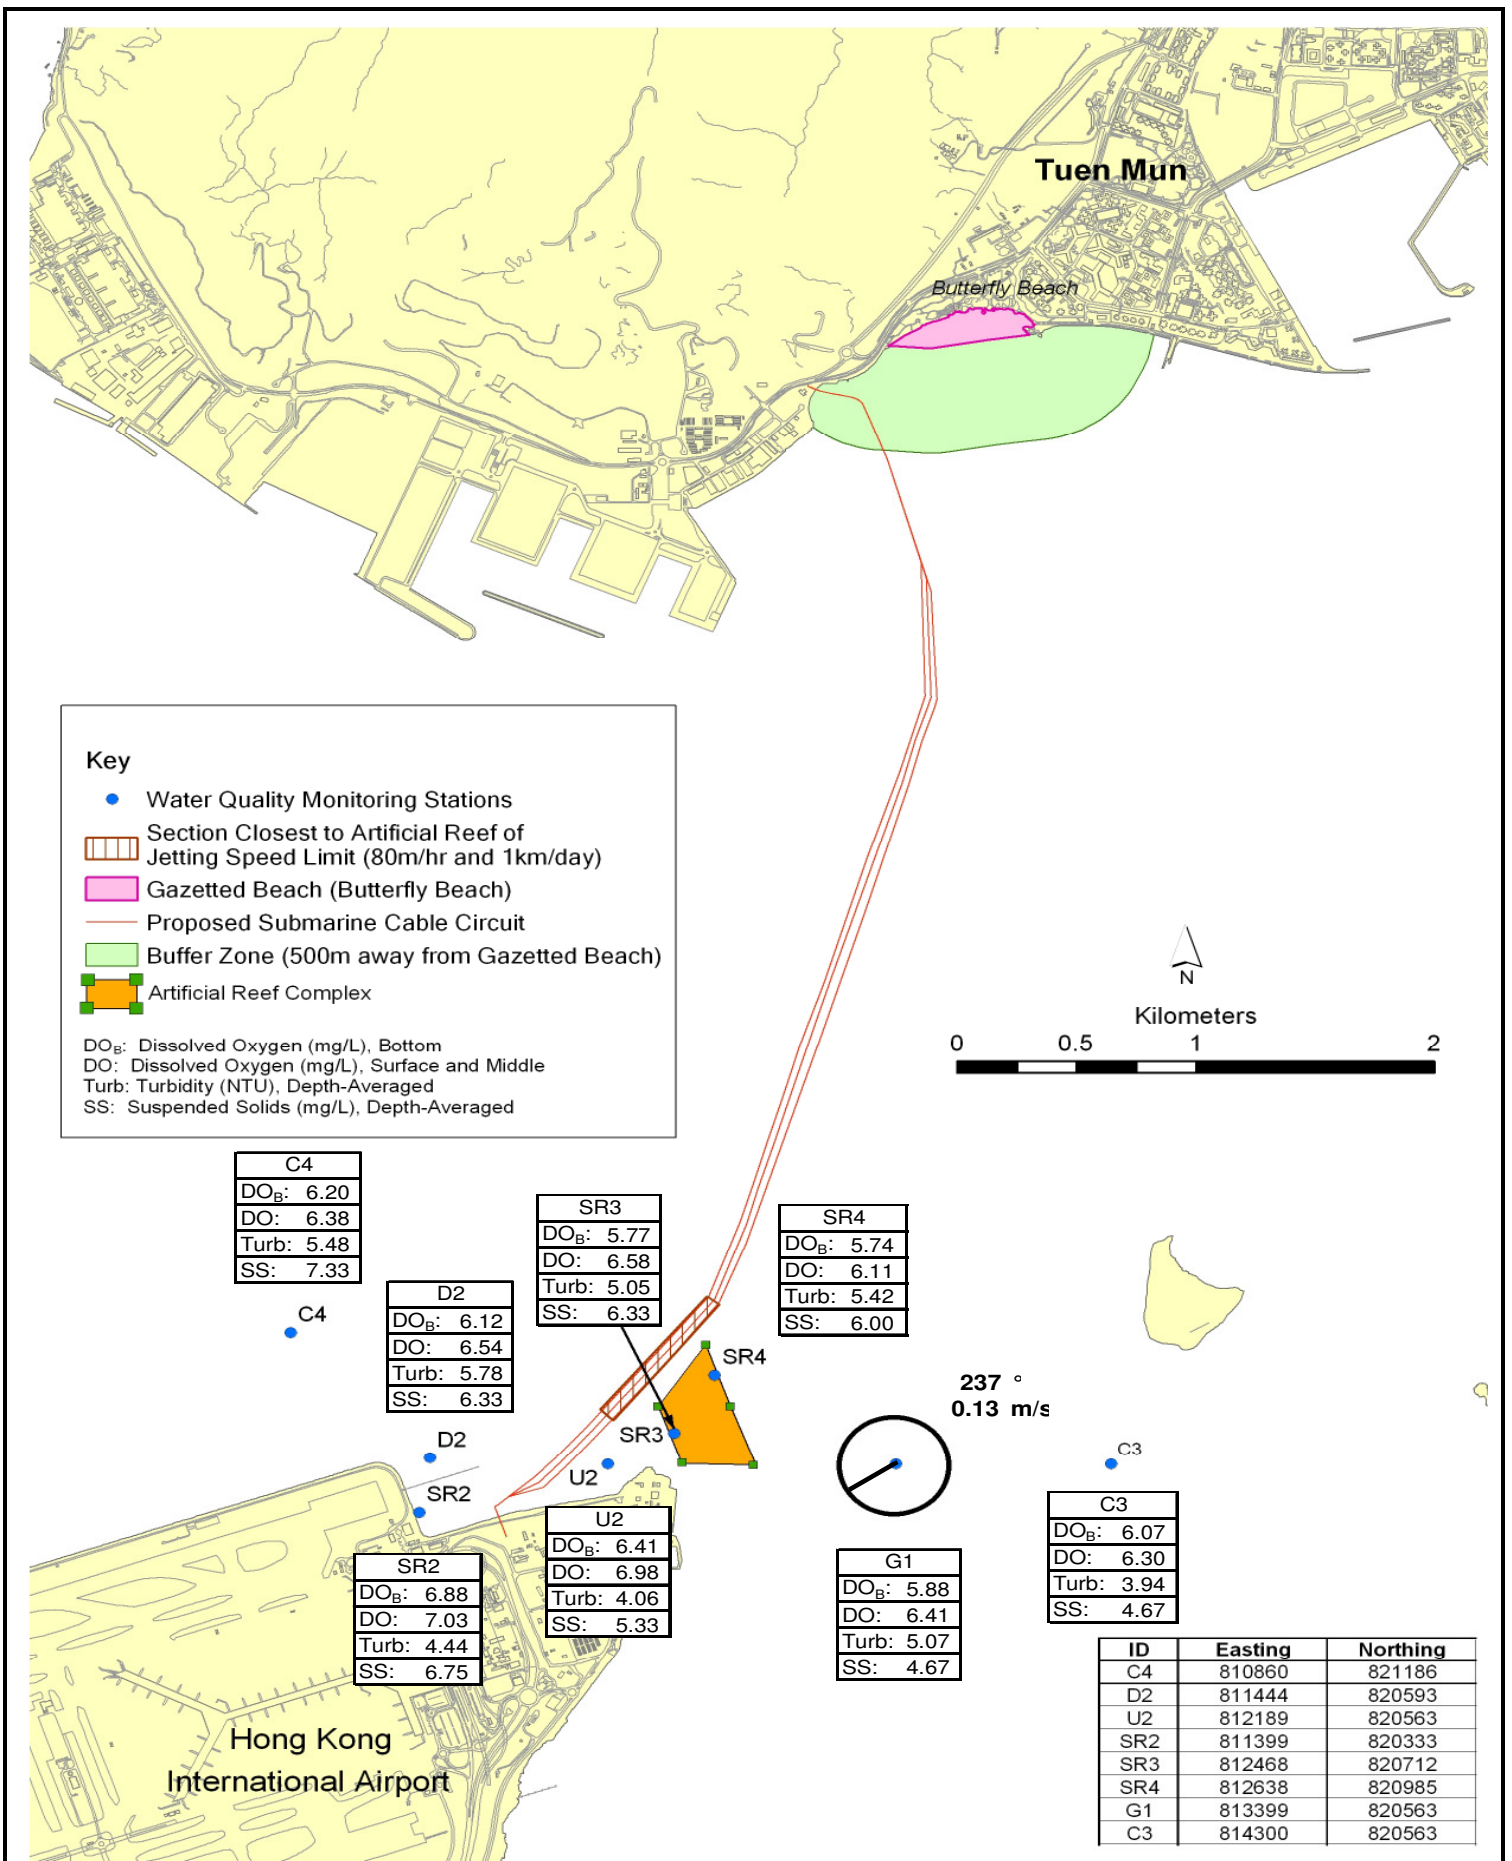 Tuen Mun
Butterfly Beach
Key
Water Quality Monitoring Stations
Section Closest to Artificial Reef of
Jetting Speed Limit (80m/hr and 1km/day)
Gazetted Beach (Butterfly Beach)
Proposed Submarine Cable Circuit
Buffer Zone (500m away from Gazetted Beach)
Artificial Reef Complex
DOB: Dissolved Oxygen (mg/L), Bottom
DO: Dissolved Oxygen (mg/L), Surface and Middle
Turb: Turbidity (NTU), Depth-Averaged
SS: Suspended Solids (mg/L), Depth-Averaged
N
Kilometers
0 0.5 1 2
C4
DOB: 6.20
DO: 6.38
Turb: 5.48
SS: 7.33
C4
D2
DOB: 6.12
DO: 6.54
Turb: 5.78
SS: 6.33
D2
SR3
DOB: 5.77
DO: 6.58
Turb: 5.05
SS: 6.33
SR3
SR4
DOB: 5.74
DO: 6.11
Turb: 5.42
SS: 6.00
SR4
237 °
0.13 m/s
C3
C3
DOB: 6.07
DO: 6.30
Turb: 3.94
SS: 4.67
U2
U2
DOB: 6.41
DO: 6.98
Turb: 4.06
SS: 5.33
SR2
SR2
DOB: 6.88
DO: 7.03
Turb: 4.44
SS: 6.75
G1
DOB: 5.88
DO: 6.41
Turb: 5.07
SS: 4.67
Hong Kong
International Airport
ID Easting Northing
C4 810860 821186
D2 811444 820593
U2 812189 820563
SR2 811399 820333
SR3 812468 820712
SR4 812638 820985
G1 813399 820563
C3 814300 820563